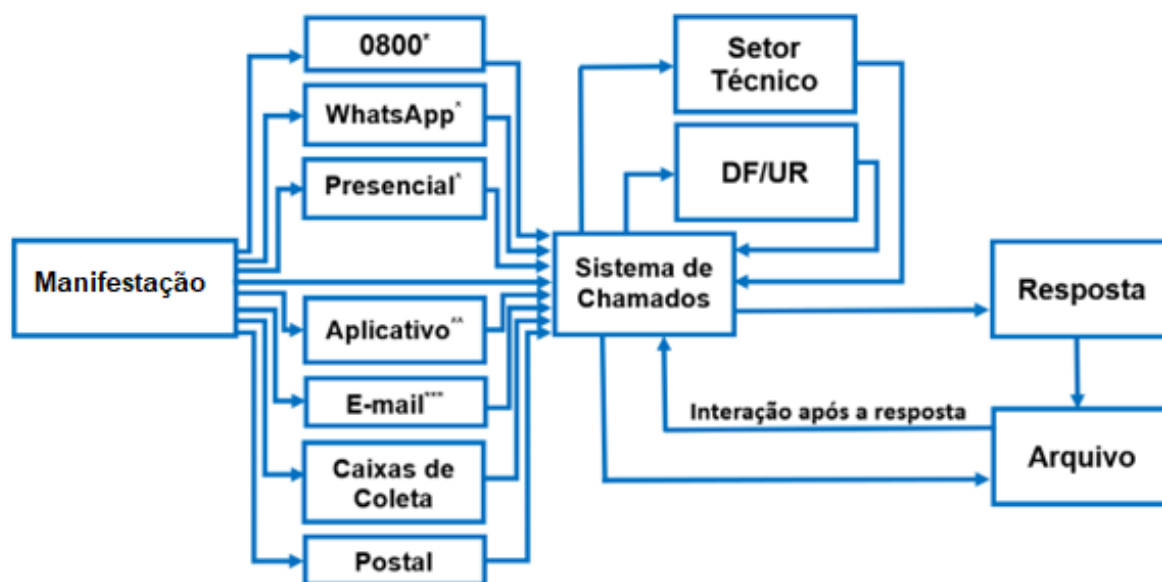 0800*
WhatsApp*
Presencial*
Manifestação
Aplicativo**
E-mail***
Caixas de
Coleta
Postal
Sistema de
Chamados
Setor
Técnico
DF/UR
Resposta
Interação após a resposta
Arquivo